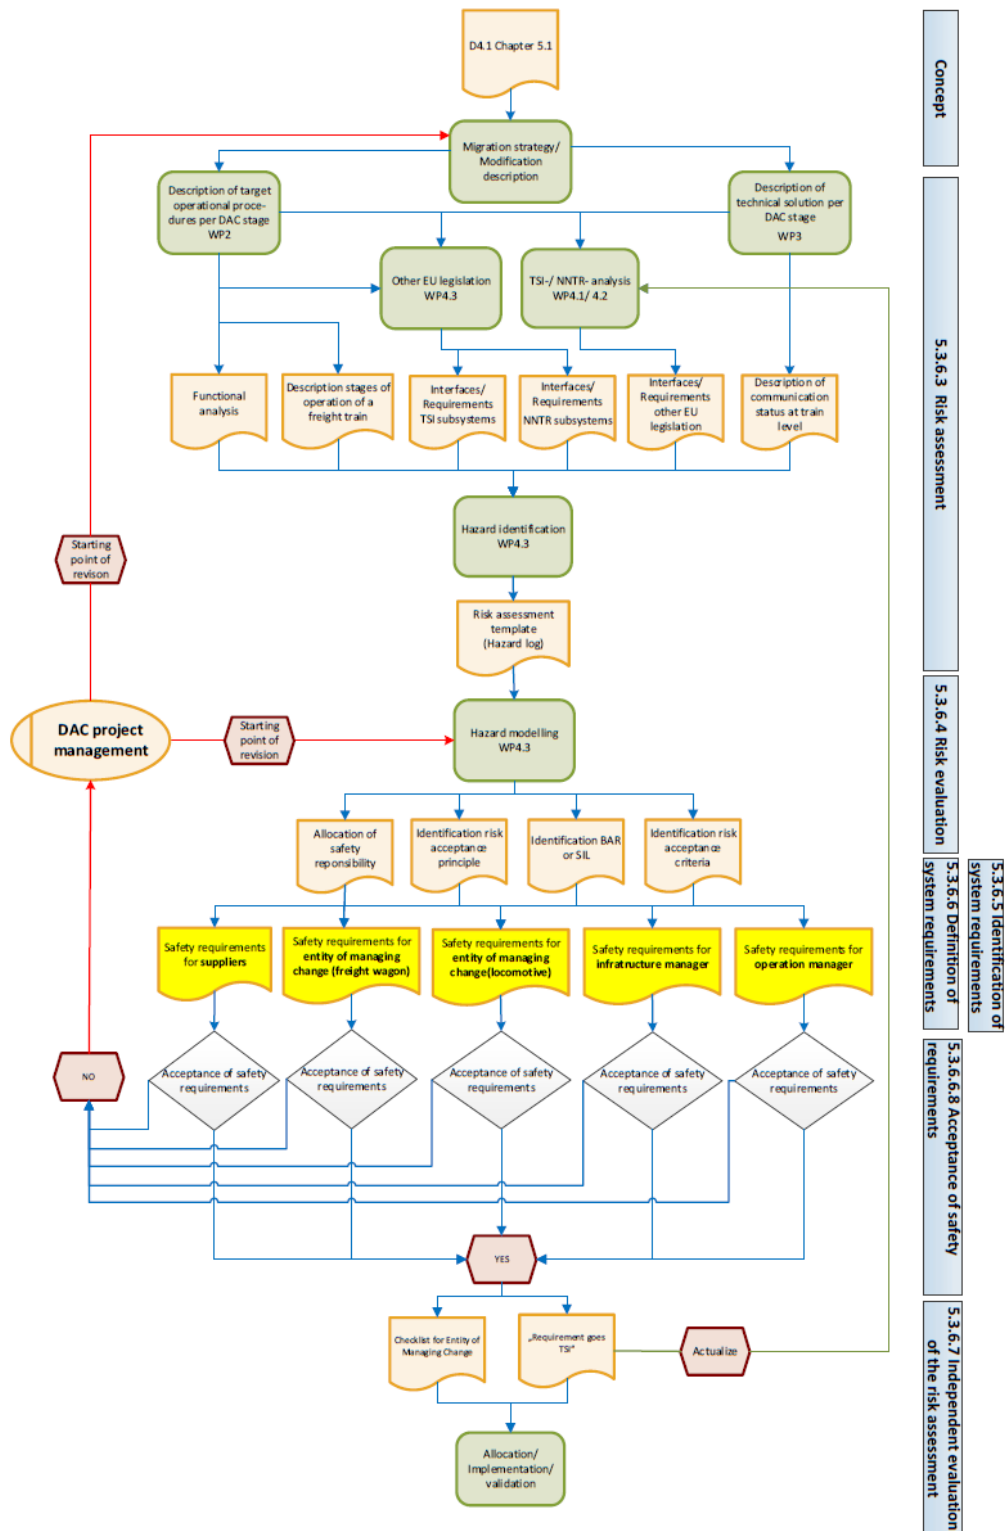 D4.1 Chapter 5.1
Concept
Migration strategy/
Modification
description
Description of target
operational proce-
dures per DAC stage
WP2
Description of
technical solution per
DAC stage
WP3
Other EU legislation
WP4.3
TSI-/ NNTR- analysis
WP4.1/ 4.2
5.3.6.3 Risk assessment
Functional
analysis
Description stages of
operation of a
freight train
Interfaces/
Requirements
TSI subsystems
Interfaces/
Requirements
NNTR subsystems
Interfaces/
Requirements
other EU
legislation
Description of
communication
status at train
level
Hazard identification
WP4.3
Starting
point of
revison
Risk assessment
template
(Hazard log)
DAC project
management
Starting
point of
revision
Hazard modelling
WP4.3
5.3.6.4 Risk evaluation
Allocation of
safety
reponsibility
Identification risk
acceptance
principle
Identification BAR
or SIL
Identification risk
acceptance
criteria
5.3.6.5 Identification of
system requirements
5.3.6.6 Definition of
system requirements
Safety requirements
for suppliers
Safety requirements for
entity of managing
change (freight wagon)
Safety requirements for
entity of managing
change(locomotive)
Safety requirements for
infratructure manager
Safety requirements for
operation manager
NO
Acceptance of safety
requirements
Acceptance of safety
requirements
Acceptance of safety
requirements
Acceptance of safety
requirements
Acceptance of safety
requirements
5.3.6.6.8 Acceptance of safety
requirements
YES
Checklist for Entity of
Managing Change
„Requirement goes
TSI"
Actualize
5.3.6.7 Independent evaluation
of the risk assessment
Allocation/
Implementation/
validation